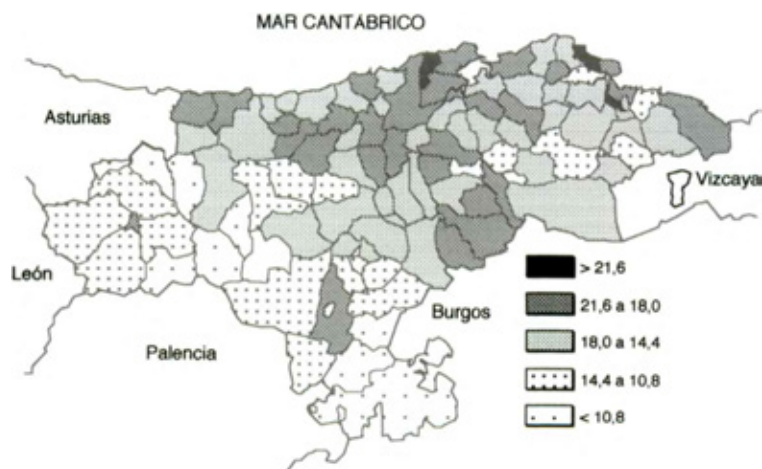 MAR CANTÁBRICO
Asturias
Vizcaya
León
> 21,6
21,6 a 18,0
Burgos
18,0 a 14,4
Palencia
14,4 a 10,8
< 10,8